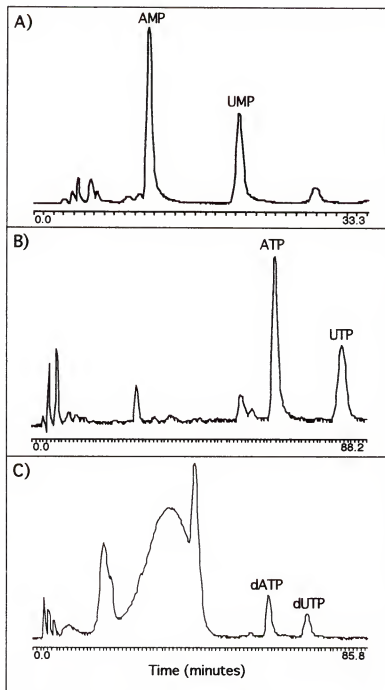 A)
AMP
UMP
0.0 33.3
B)
ATP
UTP
0.0 88.2
C)
dATP
dUTP
0.0 85.8
Time (minutes)